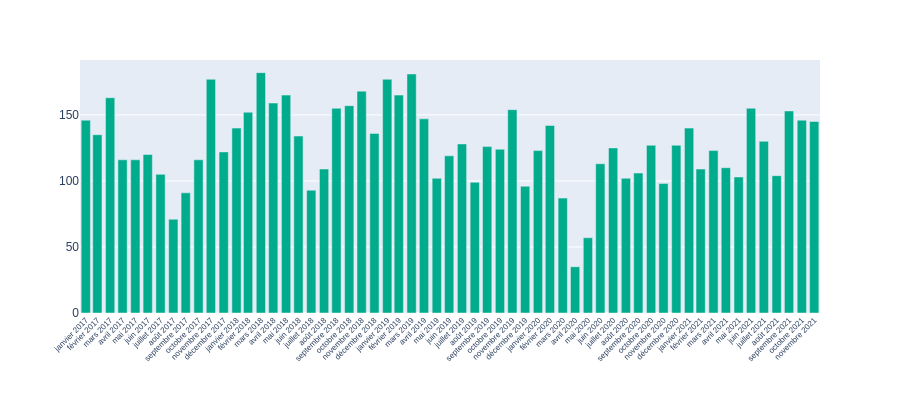 150
100
50
0
janvier 2017
février 2017
mars 2017
avril 2017
mai 2017
juin 2017
juillet 2017
août 2017
septembre 2017
octobre 2017
novembre 2017
décembre 2017
janvier 2018
février 2018
mars 2018
avril 2018
mai 2018
juin 2018
juillet 2018
août 2018
septembre 2018
octobre 2018
novembre 2018
décembre 2018
janvier 2019
février 2019
mars 2019
avril 2019
mai 2019
juin 2019
juillet 2019
août 2019
septembre 2019
octobre 2019
novembre 2019
décembre 2019
janvier 2020
février 2020
mars 2020
avril 2020
mai 2020
juin 2020
juillet 2020
août 2020
septembre 2020
octobre 2020
novembre 2020
décembre 2020
janvier 2021
février 2021
mars 2021
avril 2021
mai 2021
juin 2021
juillet 2021
août 2021
septembre 2021
octobre 2021
novembre 2021